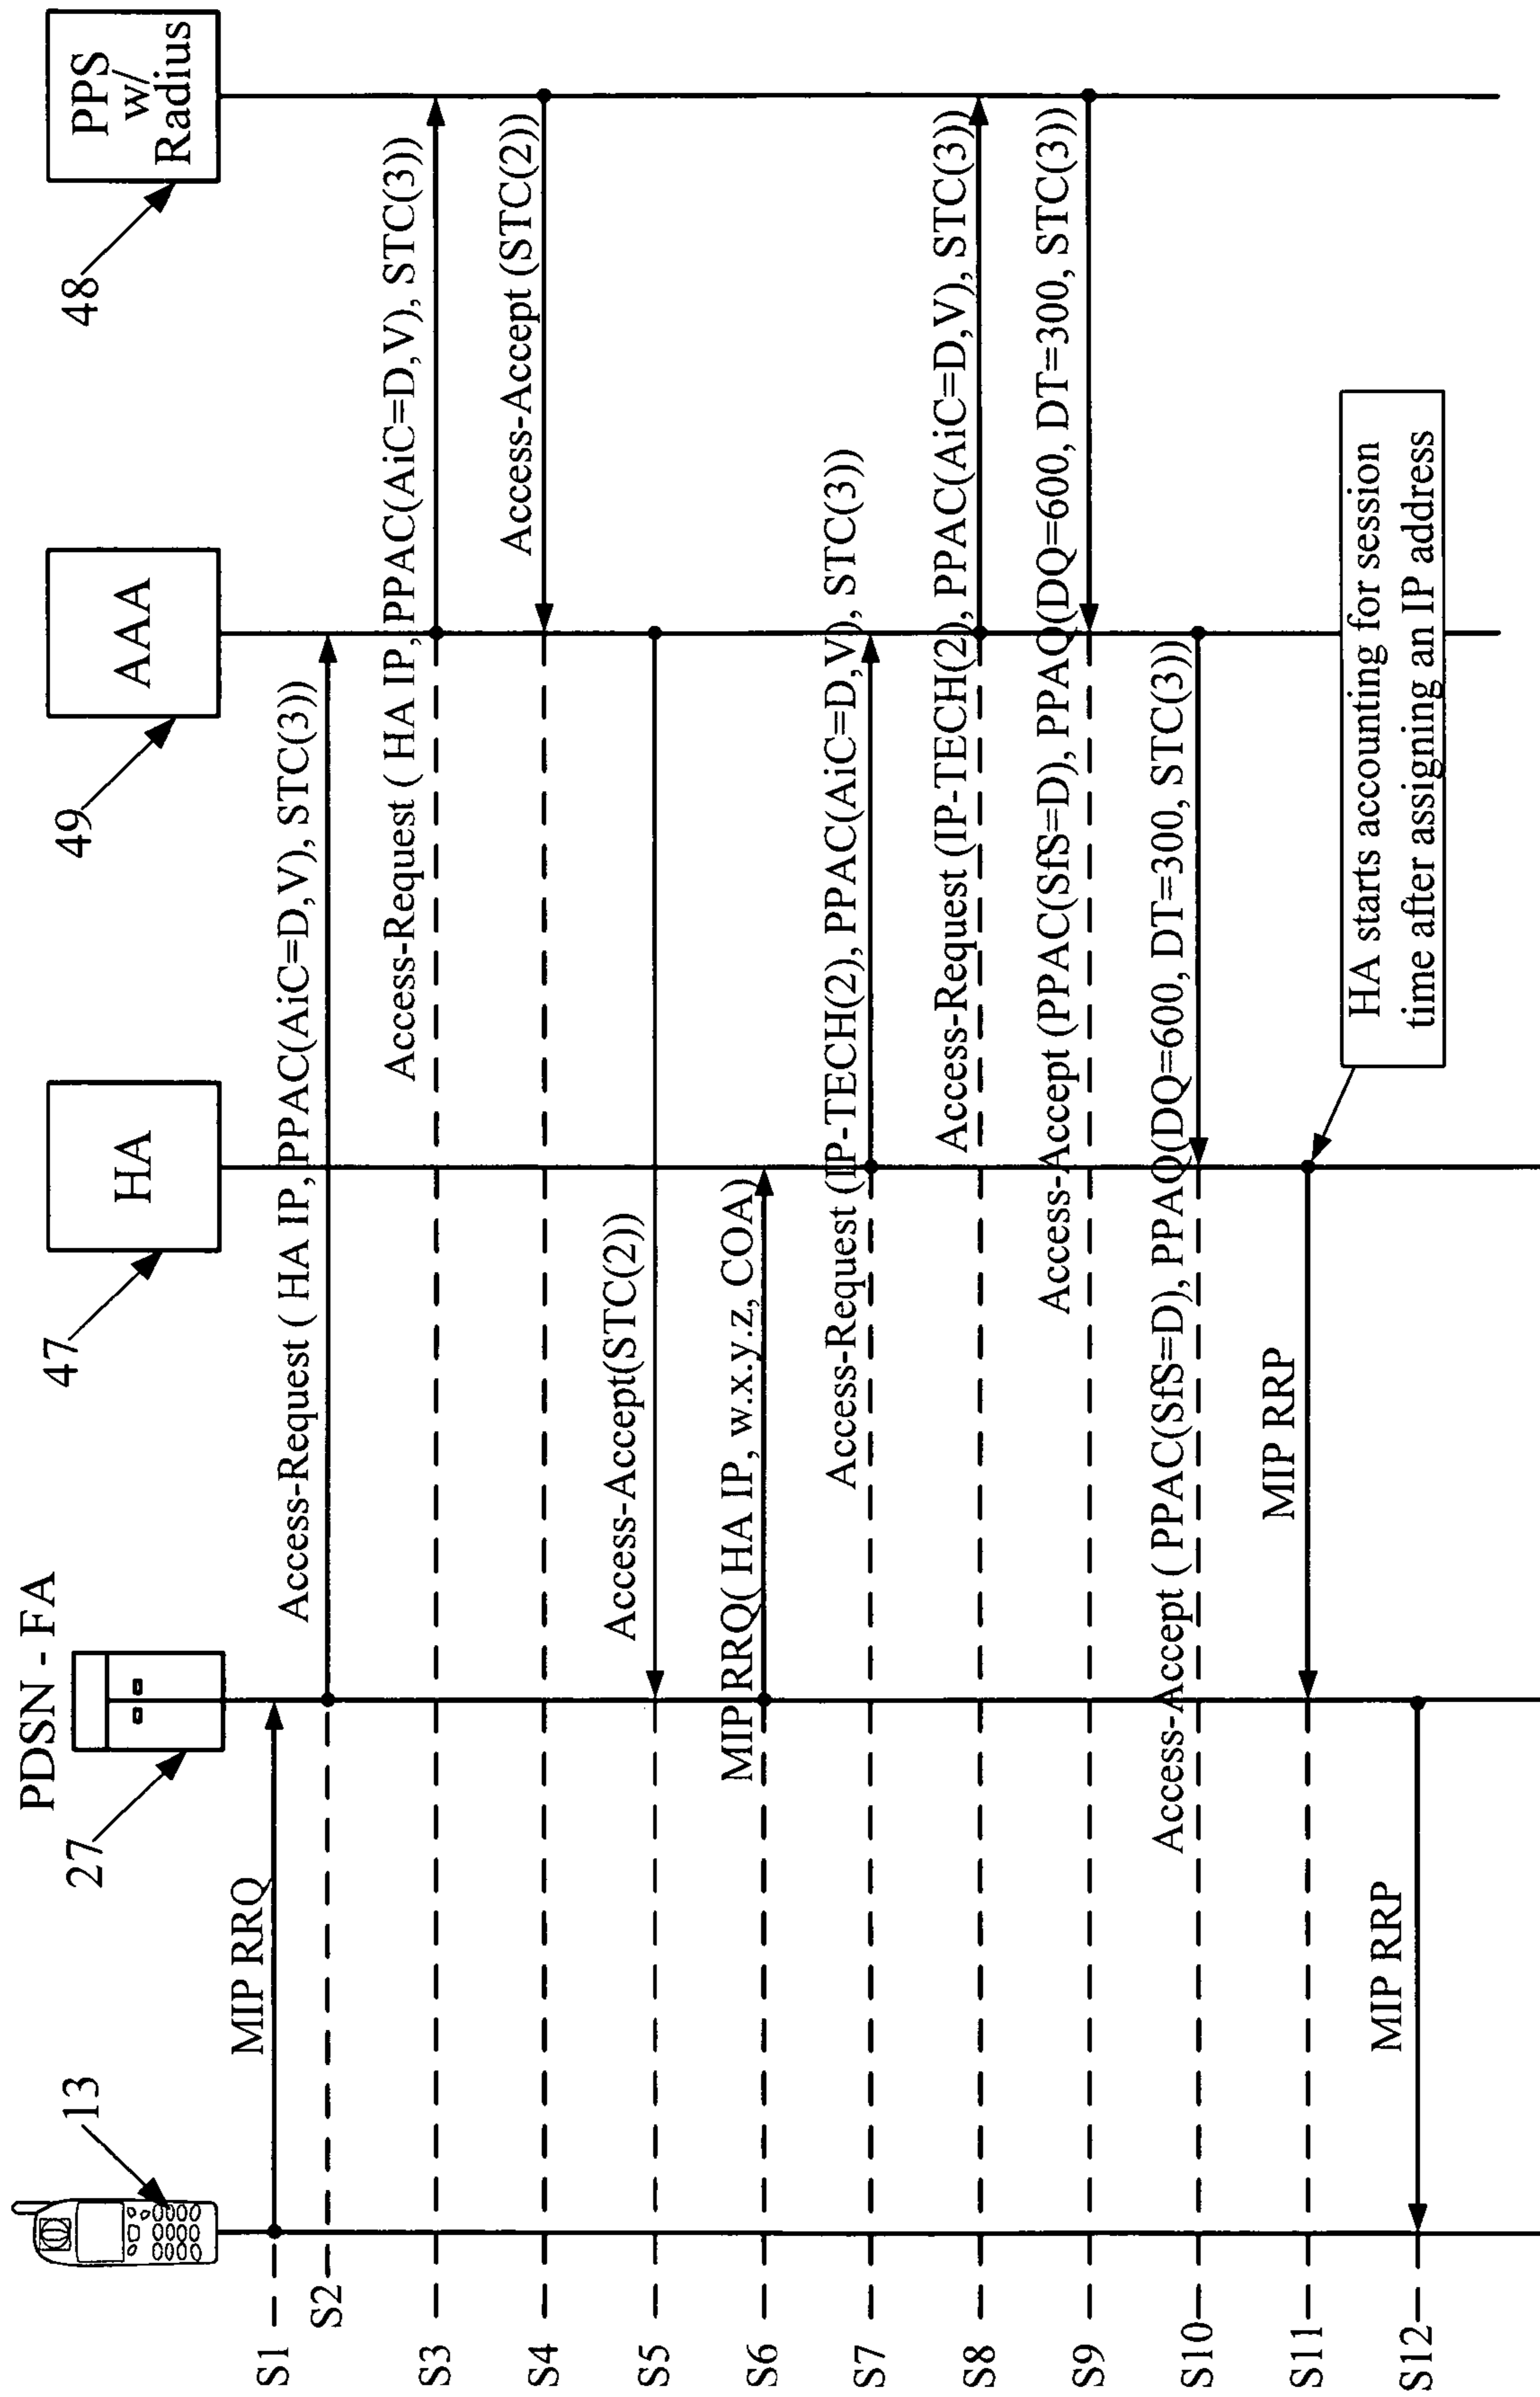 13
27
PDSN - FA
47
HA
49
AAA
48
PPS
w/
Radius
S1
MIP RRQ
S2
Access-Request ( HA IP, PPAC(AiC=D,V), STC(3))
S3
Access-Request ( HA IP, PPAC(AiC=D,V), STC(3))
S4
Access-Accept (STC(2))
S5
Access-Accept(STC(2))
S6
MIP RRQ( HA IP, w.x.y.z, COA)
S7
Access-Request (IP-TECH(2), PPAC(AiC=D,V), STC(3))
S8
Access-Request (IP-TECH(2), PPAC(AiC=D,V), STC(3))
S9
Access-Accept (PPAC(SfS=D), PPAQ(DQ=600, DT=300, STC(3))
S10
Access-Accept ( PPAC(SfS=D), PPAQ(DQ=600, DT=300, STC(3))
S11
MIP RRP
HA starts accounting for session
time after assigning an IP address
S12
MIP RRP